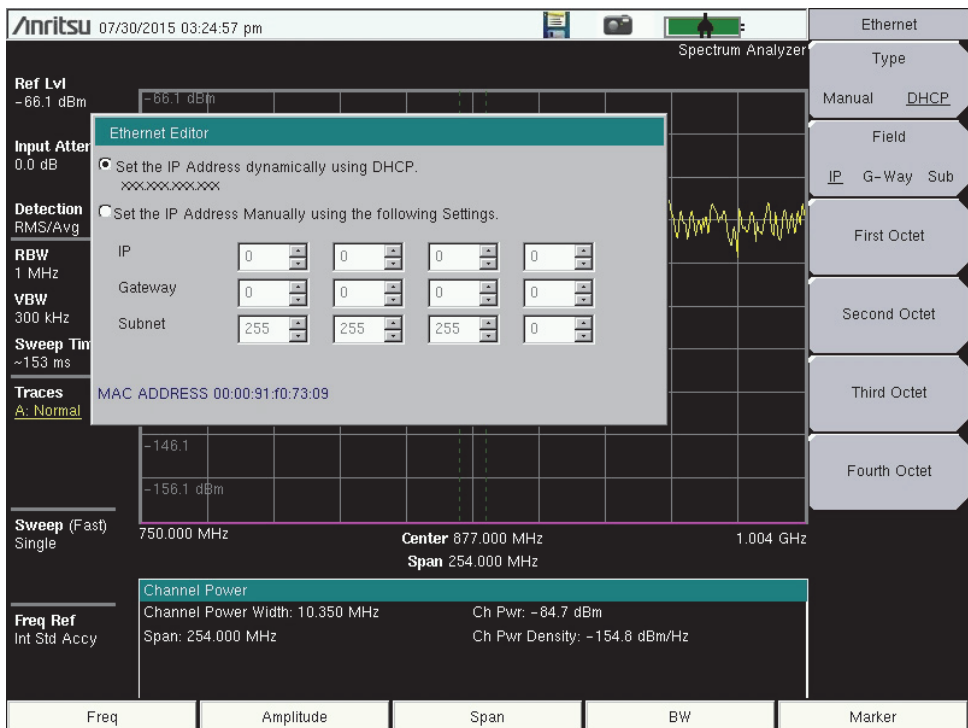 Anritsu 07/30/2015 03:24:57 pm
Spectrum Analyzer
Ref Lvl
-66.1 dBm
Input Atten
0.0 dB
Detection
RMS/Avg
RBW
1 MHz
VBW
300 kHz
Sweep Tim
~153 ms
Traces
A: Normal
Sweep (Fast)
Single
Freq Ref
Int Std Accy
-66.1 dBm
Ethernet Editor
Set the IP Address dynamically using DHCP.
xxx.xxx.xxx.xxx
Set the IP Address Manually using the following Settings.
IP 0 0 0 0
Gateway 0 0 0 0
Subnet 255 255 255 0
MAC ADDRESS 00:00:91:f0:73:09
-146.1
-156.1 dBm
750.000 MHz Center 877.000 MHz 1.004 GHz
Span 254.000 MHz
Channel Power
Channel Power Width: 10.350 MHz Ch Pwr: -84.7 dBm
Span: 254.000 MHz Ch Pwr Density: -154.8 dBm/Hz
Ethernet
Type
Manual DHCP
Field
IP G-Way Sub
First Octet
Second Octet
Third Octet
Fourth Octet
Freq Amplitude Span BW Marker